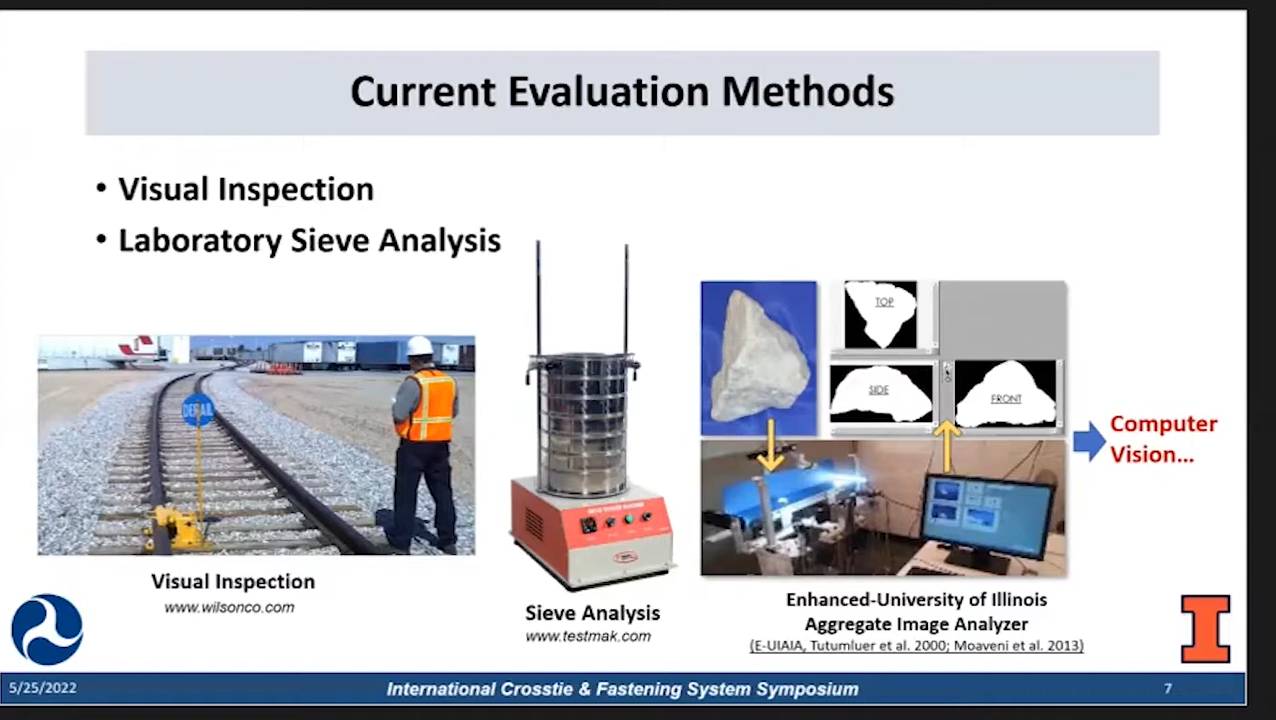 Current Evaluation Methods
• Visual Inspection
• Laboratory Sieve Analysis
DERAIL
TOP
SIDE
FRONT
Computer
Vision...
Visual Inspection
www.wilsonco.com
Sieve Analysis
www.testmak.com
Enhanced-University of Illinois
Aggregate Image Analyzer
(E-UIAIA, Tutumluer et al. 2000; Moaveni et al. 2013)
I
5/25/2022
International Crosstie & Fastening System Symposium
7